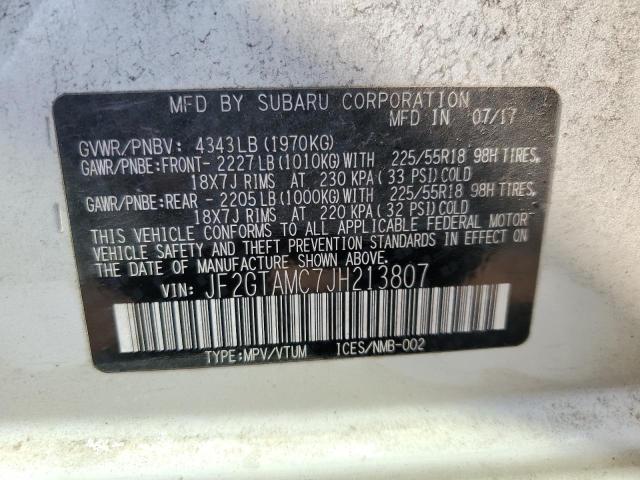 MFD BY SUBARU CORPORATION
MFD IN 07/17
GVWR/PNBV: 4343LB (1970KG)
GAWR/PNBE:FRONT- 2227LB (1010KG) WITH 225/55R18 98H TIRES,
18X7J RIMS AT 230 KPA (33 PSI) COLD
GAWR/PNBE:REAR - 2205LB (1000KG) WITH 225/55R18 98H TIRES,
18X7J RIMS AT 220 KPA (32 PSI) COLD
THIS VEHICLE CONFORMS TO ALL APPLICABLE FEDERAL MOTOR
VEHICLE SAFETY AND THEFT PREVENTION STANDARDS IN EFFECT ON
THE DATE OF MANUFACTURE SHOWN ABOVE.
VIN: JF2GTAMC7JH213807
TYPE:MPV/VTUM ICES/NMB-002